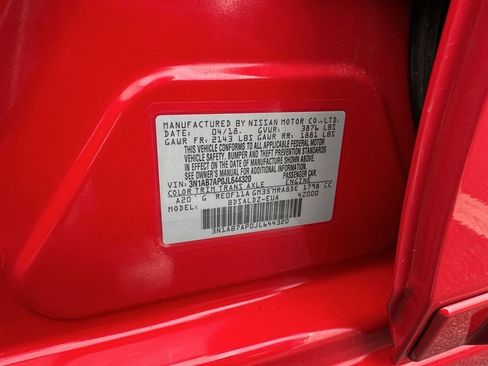 MANUFACTURED BY NISSAN MOTOR CO.,LTD.
DATE: 04/18. GVWR: 3876 LBS
GAWR FR: 2143 LBS GAWR RR: 1881 LBS
THIS VEHICLE CONFORMS TO ALL APPLICABLE FEDERAL MOTOR
VEHICLE SAFETY, BUMPER AND THEFT PREVENTION STANDARDS
IN EFFECT ON THE DATE OF MANUFACTURE SHOWN ABOVE.
SEE OWNER'S MANUAL FOR ADDITIONAL INFORMATION.
VIN: 3N1AB7AP0JL644320 PASSENGER CAR.
COLOR TRIM TRANS AXLE ENGINE
A20 G RE0F11A GM35 MRA8DE 1798 CC
MODEL: BDSALDZ-EUA 4Z000
3N1AB7AP0JL644320